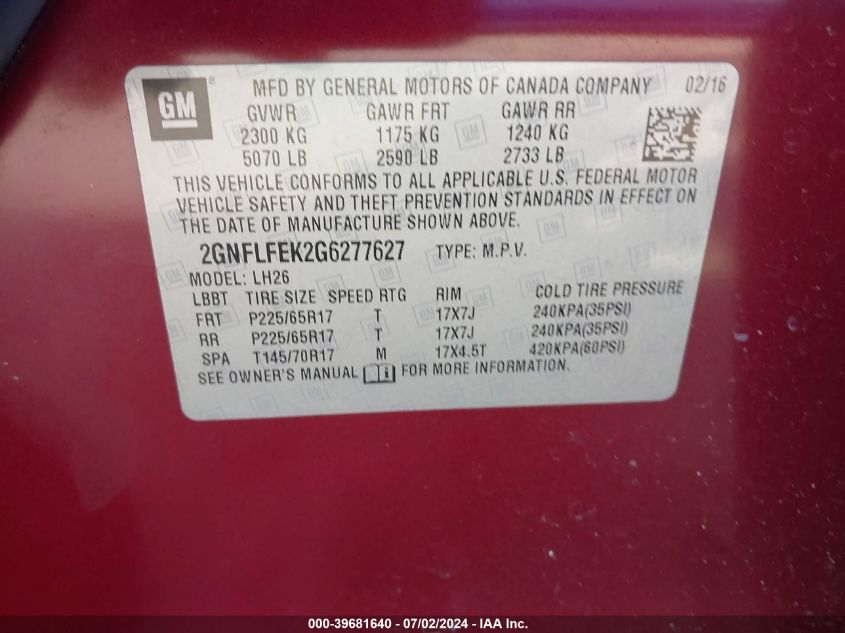 GM®
MFD BY GENERAL MOTORS OF CANADA COMPANY 02/16
GVWR GAWR FRT GAWR RR
2300 KG 1175 KG 1240 KG
5070 LB 2590 LB 2733 LB
THIS VEHICLE CONFORMS TO ALL APPLICABLE U.S. FEDERAL MOTOR
VEHICLE SAFETY AND THEFT PREVENTION STANDARDS IN EFFECT ON
THE DATE OF MANUFACTURE SHOWN ABOVE.
2GNFLFEK2G6277627 TYPE: M.P.V.
MODEL: LH26
LBBT TIRE SIZE SPEED RTG RIM COLD TIRE PRESSURE
FRT P225/65R17 T 17X7J 240KPA(35PSI)
RR P225/65R17 T 17X7J 240KPA(35PSI)
SPA T145/70R17 M 17X4.5T 420KPA(60PSI)
SEE OWNER'S MANUAL FOR MORE INFORMATION.
000-39681640 - 07/02/2024 - IAA Inc.